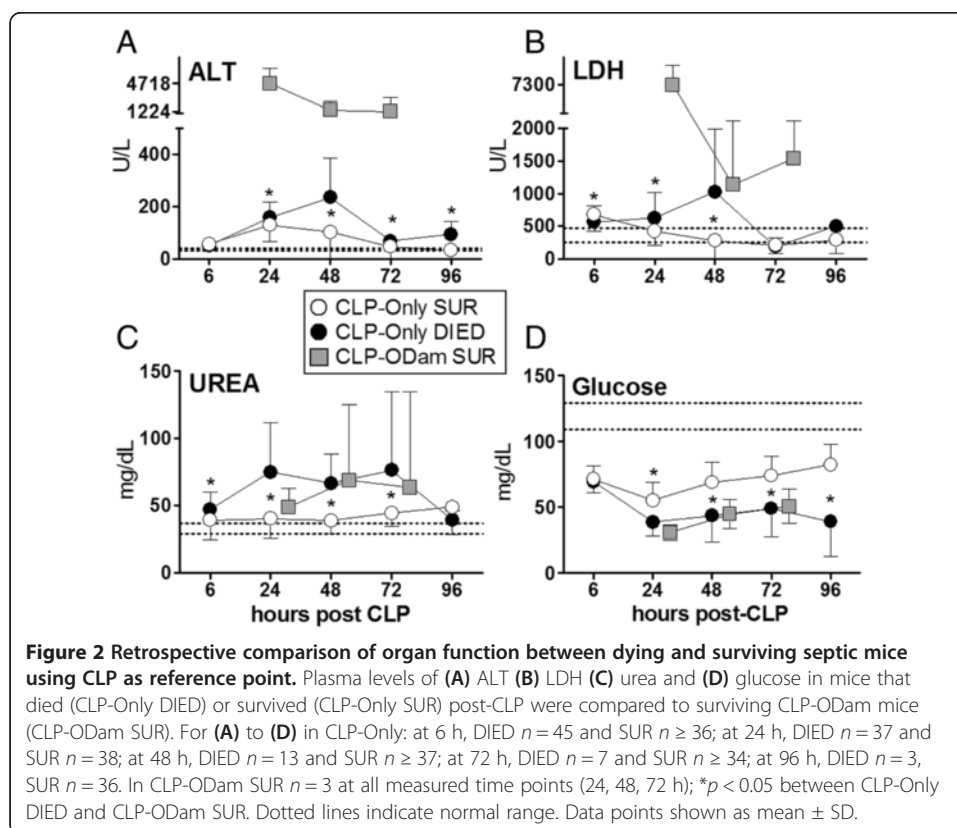 A
ALT
4718
1224
U/L
400
200
0
6 24 48 72 96
* * * *
B
LDH
7300
U/L
2000
1500
1000
500
0
6 24 48 72 96
* * *
CLP-Only SUR
CLP-Only DIED
CLP-ODam SUR
C
UREA
150
100
50
0
mg/dL
* * * *
6 24 48 72 96
hours post CLP
D
Glucose
150
100
50
0
mg/dL
* * * *
6 24 48 72 96
hours post-CLP
Figure 2 Retrospective comparison of organ function between dying and surviving septic mice
using CLP as reference point. Plasma levels of (A) ALT (B) LDH (C) urea and (D) glucose in mice that
died (CLP-Only DIED) or survived (CLP-Only SUR) post-CLP were compared to surviving CLP-ODam mice
(CLP-ODam SUR). For (A) to (D) in CLP-Only: at 6 h, DIED n = 45 and SUR n ≥ 36; at 24 h, DIED n = 37 and
SUR n = 38; at 48 h, DIED n = 13 and SUR n ≥ 37; at 72 h, DIED n = 7 and SUR n ≥ 34; at 96 h, DIED n = 3,
SUR n = 36. In CLP-ODam SUR n = 3 at all measured time points (24, 48, 72 h); *p < 0.05 between CLP-Only
DIED and CLP-ODam SUR. Dotted lines indicate normal range. Data points shown as mean ± SD.